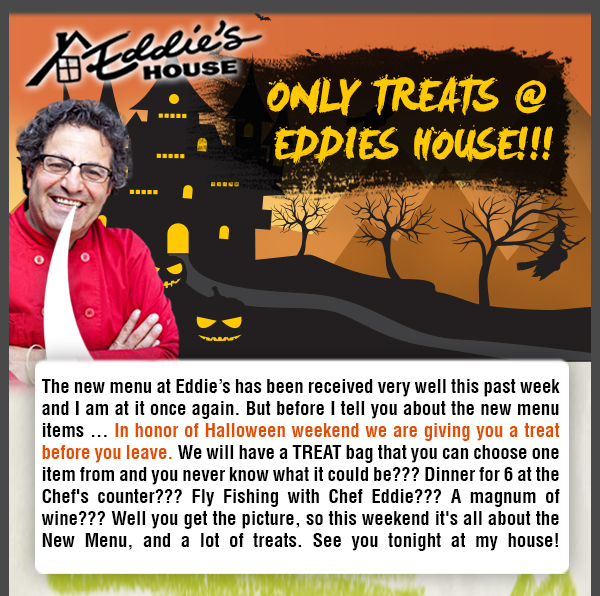 Eddie's
HOUSE
ONLY TREATS @
EDDIES HOUSE!!!
The new menu at Eddie's has been received very well this past week
and I am at it once again. But before I tell you about the new menu
items ... In honor of Halloween weekend we are giving you a treat
before you leave. We will have a TREAT bag that you can choose one
item from and you never know what it could be??? Dinner for 6 at the
Chef's counter??? Fly Fishing with Chef Eddie??? A magnum of
wine??? Well you get the picture, so this weekend it's all about the
New Menu, and a lot of treats. See you tonight at my house!